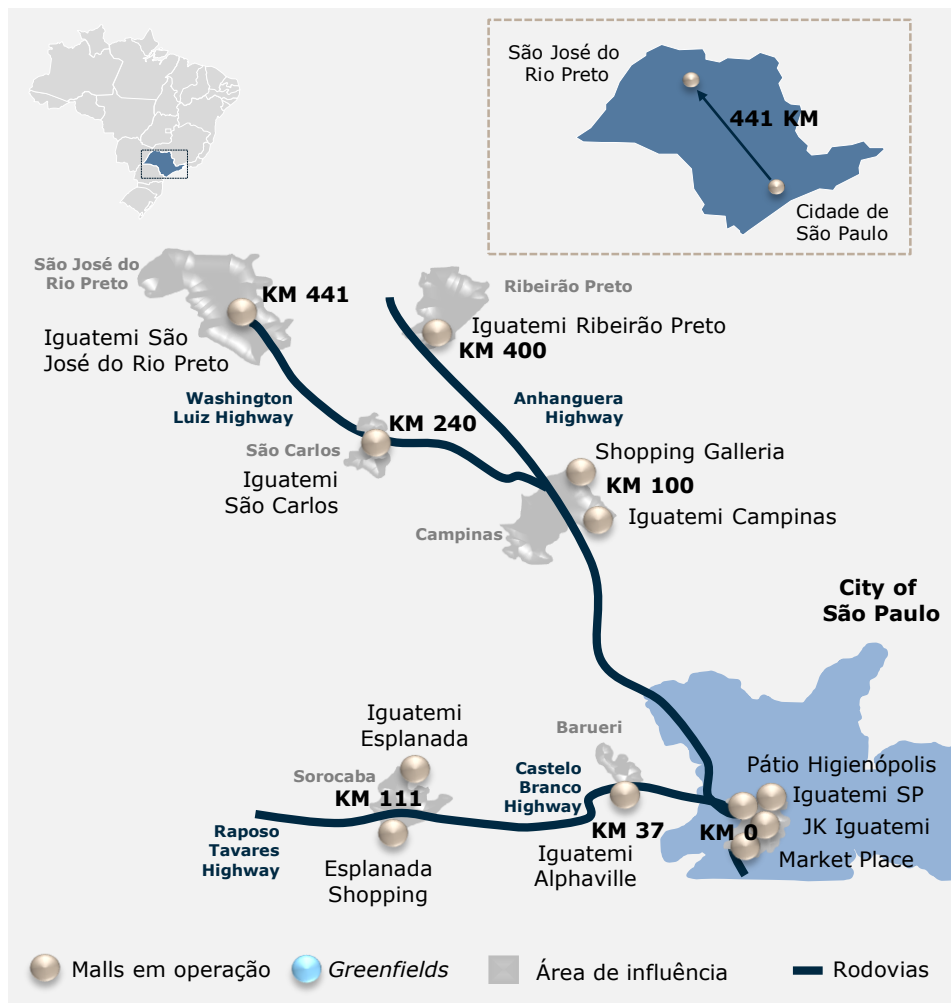 São José do
Rio Preto
441 KM
Cidade de
São Paulo
São José do
Rio Preto
KM 441
Iguatemi São
José do Rio Preto
Ribeirão Preto
Iguatemi Ribeirão Preto
KM 400
Washington
Luiz Highway
KM 240
São Carlos
Iguatemi
São Carlos
Anhanguera
Highway
Shopping Galleria
KM 100
Iguatemi Campinas
Campinas
City of
São Paulo
Iguatemi
Esplanada
Sorocaba
KM 111
Raposo
Tavares
Highway
Esplanada
Shopping
Barueri
Castelo
Branco
Highway
KM 37
Iguatemi
Alphaville
Pátio Higienópolis
Iguatemi SP
KM 0
JK Iguatemi
Market Place
Malls em operação
Greenfields
Área de influência
Rodovias